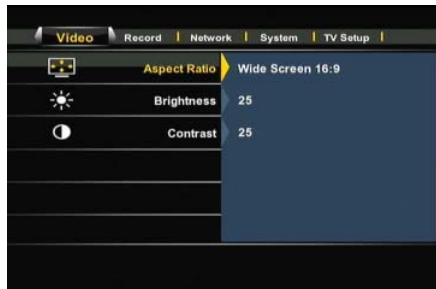 Video Record Network System TV Setup
Aspect Ratio Wide Screen 16:9
Brightness 25
Contrast 25